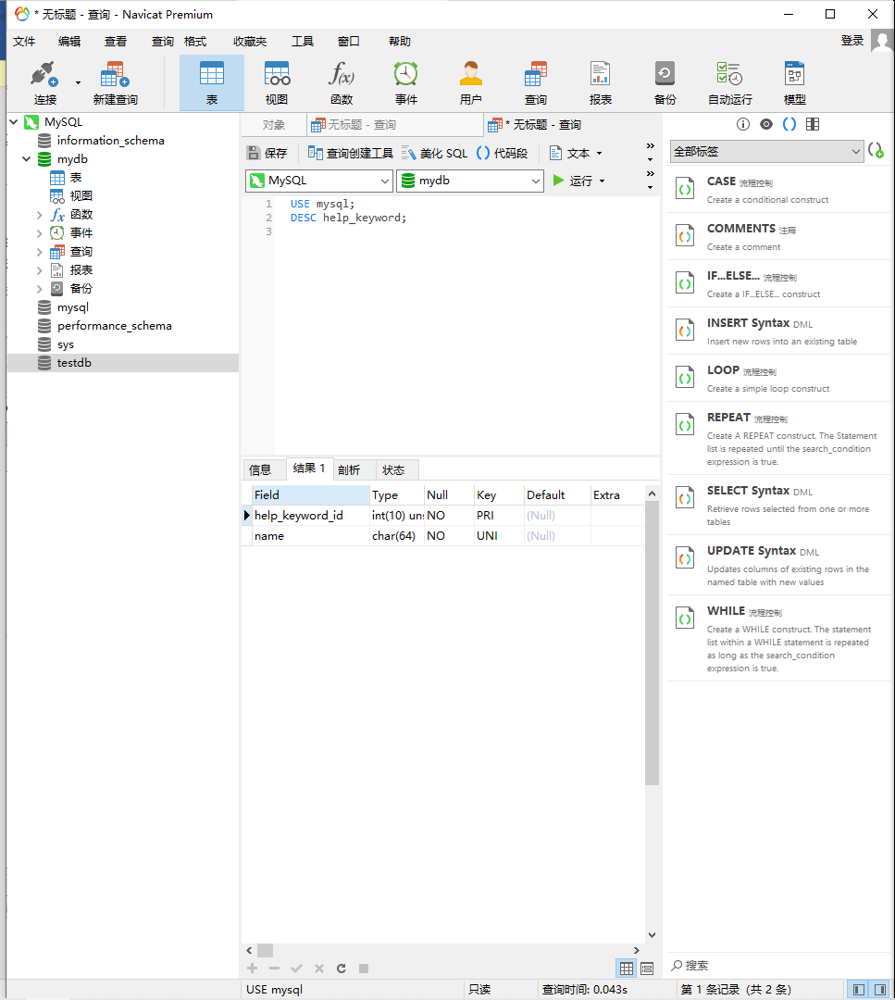 * 无标题 - 查询 - Navicat Premium
文件 编辑 查看 查询 格式 收藏夹 工具 窗口 帮助 登录
连接 新建查询 表 视图 函数 事件 用户 查询 报表 备份 自动运行 模型
MySQL
information_schema
mydb
表
视图
函数
事件
查询
报表
备份
mysql
performance_schema
sys
testdb
对象 无标题 - 查询 * 无标题 - 查询
保存 查询创建工具 美化 SQL 代码段 文本
MySQL mydb 运行
1 USE mysql;
2 DESC help_keyword;
3
信息 结果 1 剖析 状态
Field Type Null Key Default Extra
help_keyword_id int(10) uns NO PRI (Null)
name char(64) NO UNI (Null)
全部标签
CASE 流程控制
Create a conditional construct
COMMENTS 注释
Create a comment
IF...ELSE... 流程控制
Create a IF...ELSE... construct
INSERT Syntax DML
Insert new rows into an existing table
LOOP 流程控制
Create a simple loop construct
REPEAT 流程控制
Create A REPEAT construct. The Statement
list is repeated until the search_condition
expression is true.
SELECT Syntax DML
Retrieve rows selected from one or more
tables
UPDATE Syntax DML
Updates columns of existing rows in the
named table with new values
WHILE 流程控制
Create a WHILE construct. The statement
list within a WHILE statement is repeated
as long as the search_condition
expression is true.
搜索
USE mysql 只读 查询时间: 0.043s 第 1 条记录 (共 2 条)